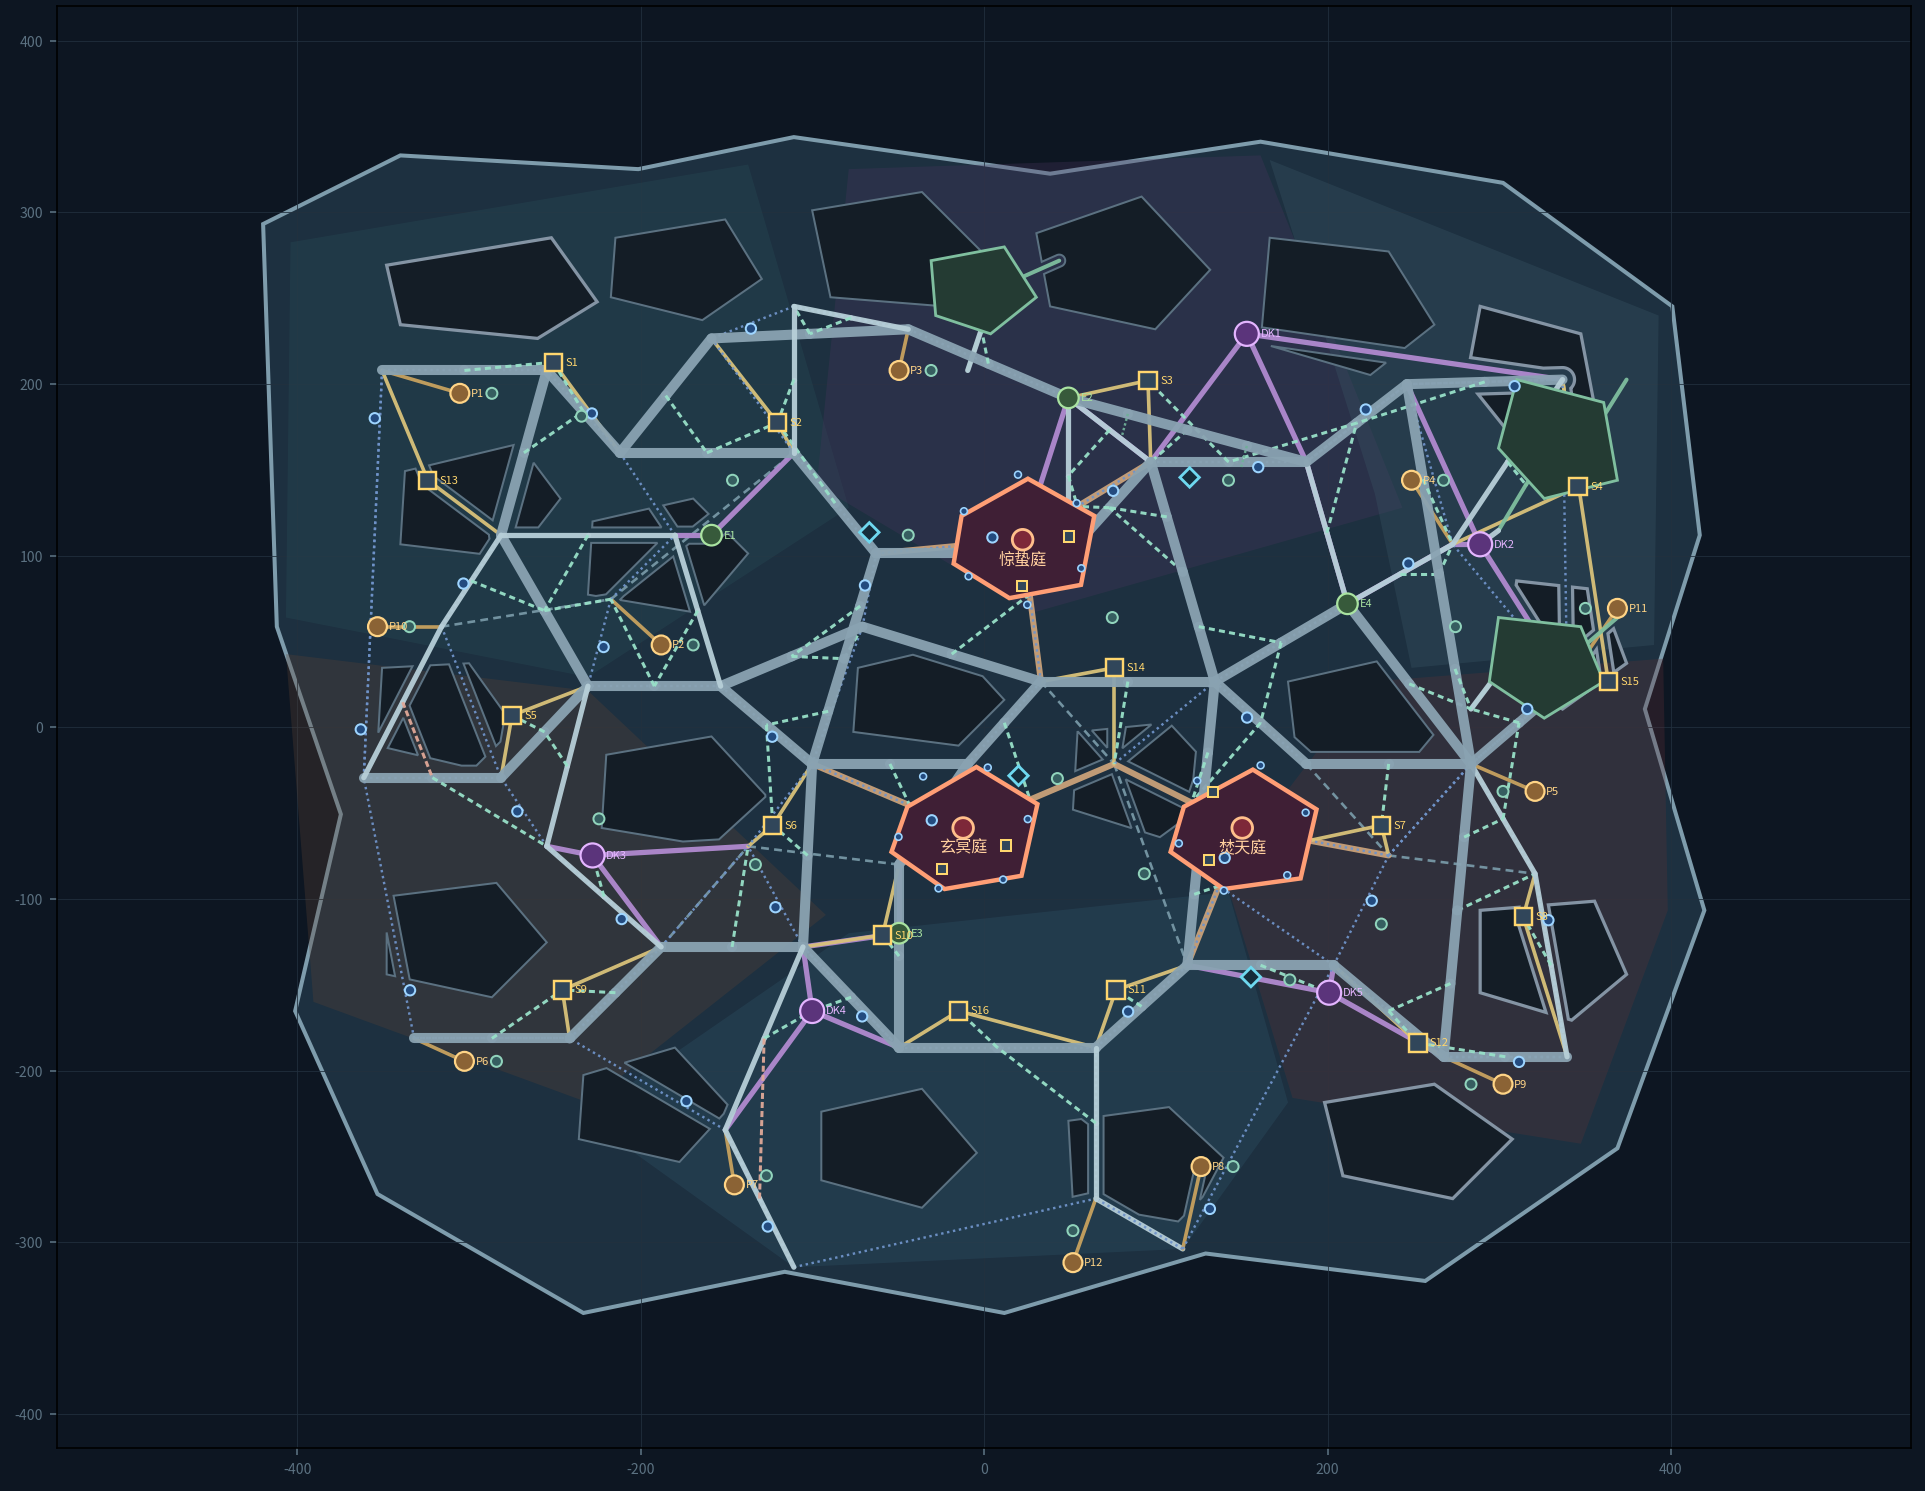 400
300
DK1
S1
P1
P3
E2
S3
S2
S13
P4
S4
E1
惊蛰庭
DK2
200
100
E4
P11
P10
P2
S14
S15
S5
0
P5
S6
S7
玄冥庭
焚天庭
DK3
-100
S8
S10
E3
S9
S11
DK5
DK4
S16
S12
P6
-200
P9
P7
P8
P12
-300
-400
-400
-200
0
200
400